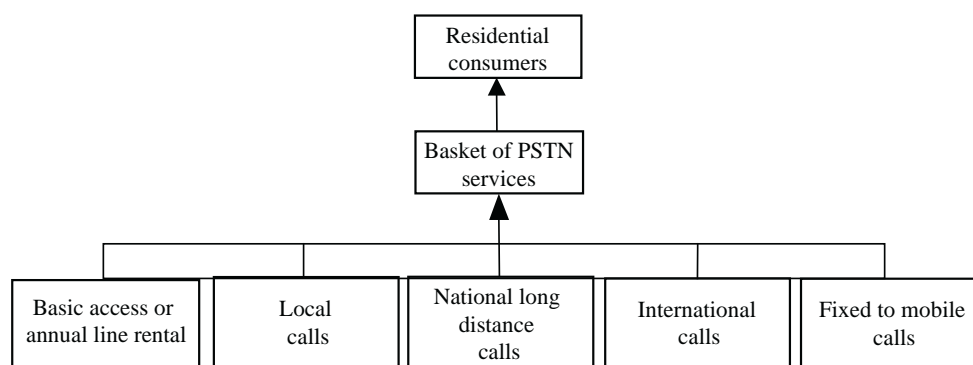 Residential
consumers
Basket of PSTN
services
Basic access or
annual line rental
Local
calls
National long
distance
calls
International
calls
Fixed to mobile
calls